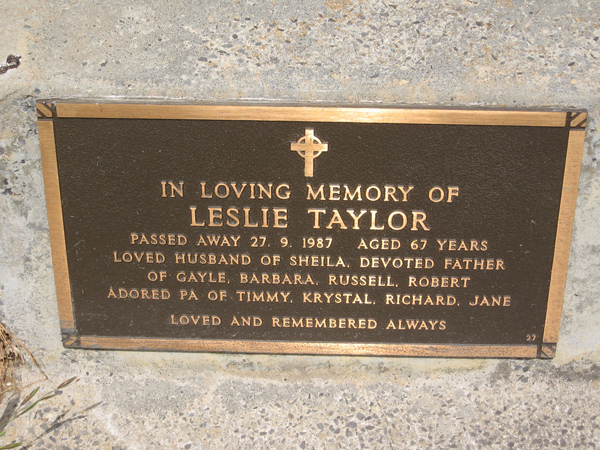 IN LOVING MEMORY OF
LESLIE TAYLOR
PASSED AWAY 27. 9. 1987 AGED 67 YEARS
LOVED HUSBAND OF SHEILA, DEVOTED FATHER
OF GAYLE, BARBARA, RUSSELL, ROBERT
ADORED PA OF TIMMY, KRYSTAL, RICHARD, JANE
LOVED AND REMEMBERED ALWAYS
27